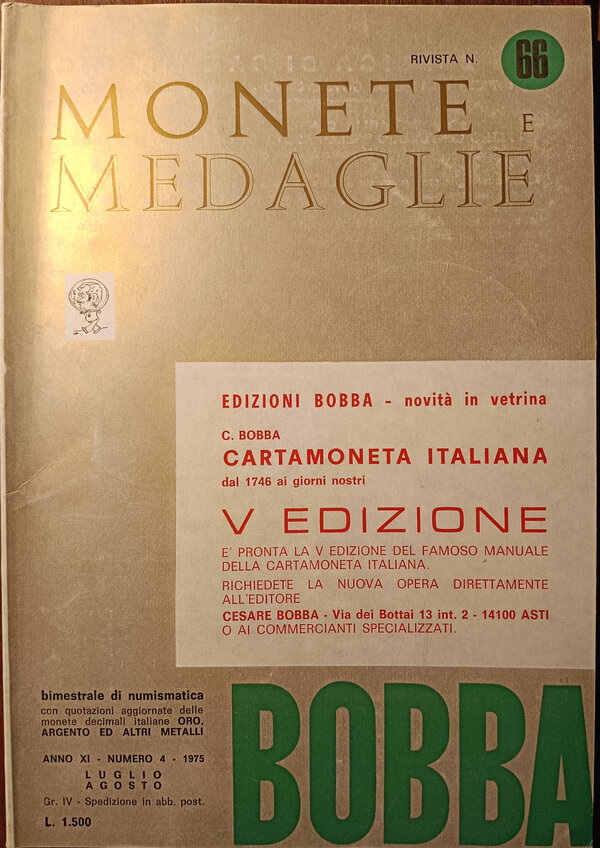 RIVISTA N. 66
MONETE E
MEDAGLIE
EDIZIONI BOBBA - novità in vetrina
C. BOBBA
CARTAMONETA ITALIANA
dal 1746 ai giorni nostri
V EDIZIONE
E' PRONTA LA V EDIZIONE DEL FAMOSO MANUALE
DELLA CARTAMONETA ITALIANA.
RICHIEDETE LA NUOVA OPERA DIRETTAMENTE
ALL'EDITORE
CESARE BOBBA - Via dei Bottai 13 int. 2 - 14100 ASTI
O AI COMMERCIANTI SPECIALIZZATI.
bimestrale di numismatica
con quotazioni aggiornate delle
monete decimali italiane ORO,
ARGENTO ED ALTRI METALLI
ANNO XI - NUMERO 4 - 1975
LUGLIO
AGOSTO
Gr. IV - Spedizione in abb. post.
L. 1.500
BOBBA